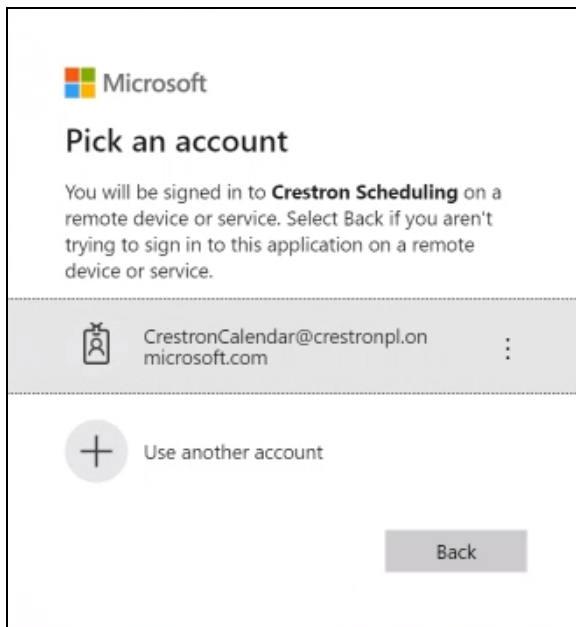 Microsoft
Pick an account
You will be signed in to Crestron Scheduling on a
remote device or service. Select Back if you aren't
trying to sign in to this application on a remote
device or service.
CrestronCalendar@crestronpl.on
microsoft.com
Use another account
Back